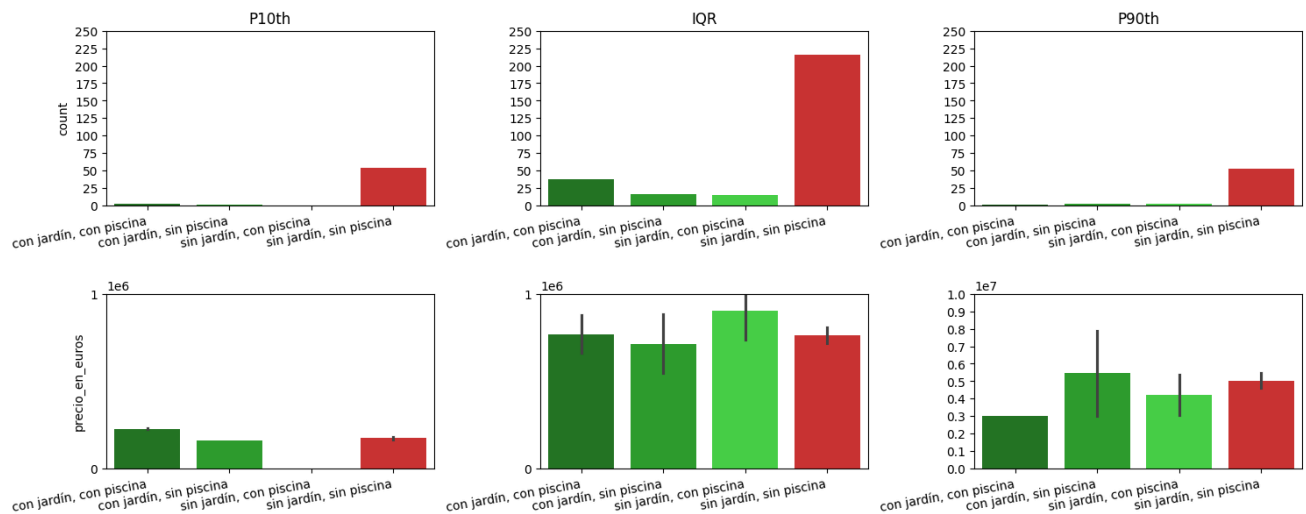 P10th
IQR
P90th
count
250
225
200
175
150
125
100
75
50
25
0
con jardín, con piscina
con jardín, sin piscina
sin jardín, con piscina
sin jardín, sin piscina
250
225
200
175
150
125
100
75
50
25
0
con jardín, con piscina
con jardín, sin piscina
sin jardín, con piscina
sin jardín, sin piscina
250
225
200
175
150
125
100
75
50
25
0
con jardín, con piscina
con jardín, sin piscina
sin jardín, con piscina
sin jardín, sin piscina
precio_en_euros
1e6
1
0
con jardín, con piscina
con jardín, sin piscina
sin jardín, con piscina
sin jardín, sin piscina
1e6
1
0
con jardín, con piscina
con jardín, sin piscina
sin jardín, con piscina
sin jardín, sin piscina
1e7
1.0
0.9
0.8
0.7
0.6
0.5
0.4
0.3
0.2
0.1
0.0
con jardín, con piscina
con jardín, sin piscina
sin jardín, con piscina
sin jardín, sin piscina